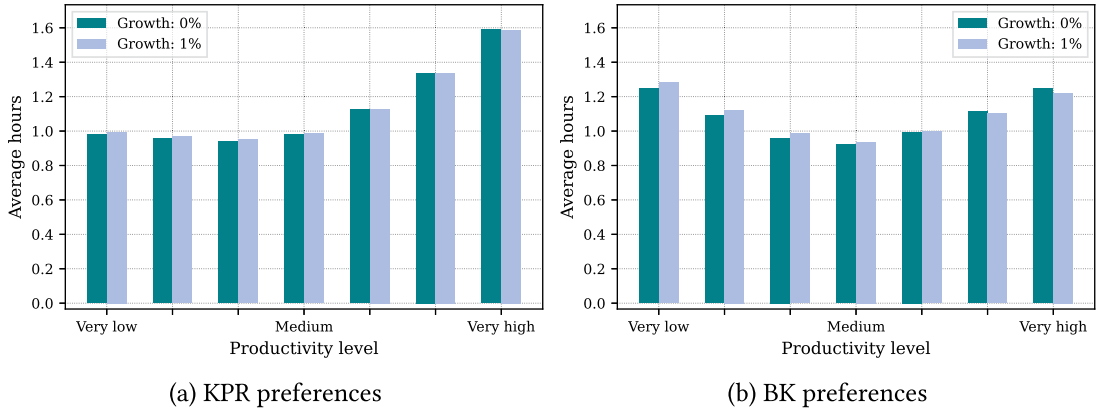 Growth: 0%
Growth: 1%
1.6
1.4
1.2
1.0
0.8
0.6
0.4
0.2
0.0
Average hours
Very low
Medium
Very high
Productivity level
(a) KPR preferences
Growth: 0%
Growth: 1%
1.6
1.4
1.2
1.0
0.8
0.6
0.4
0.2
0.0
Average hours
Very low
Medium
Very high
Productivity level
(b) BK preferences